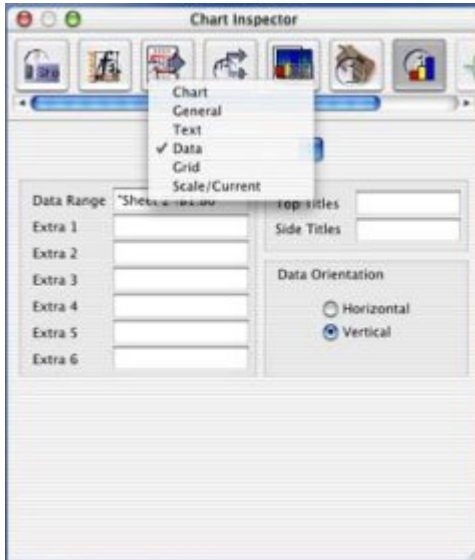 Chart Inspector
Chart
General
Text
✓ Data
Grid
Scale/Current
Data Range
Top Titles
Extra 1
Side Titles
Extra 2
Extra 3
Data Orientation
Extra 4
Horizontal
Extra 5
Vertical
Extra 6